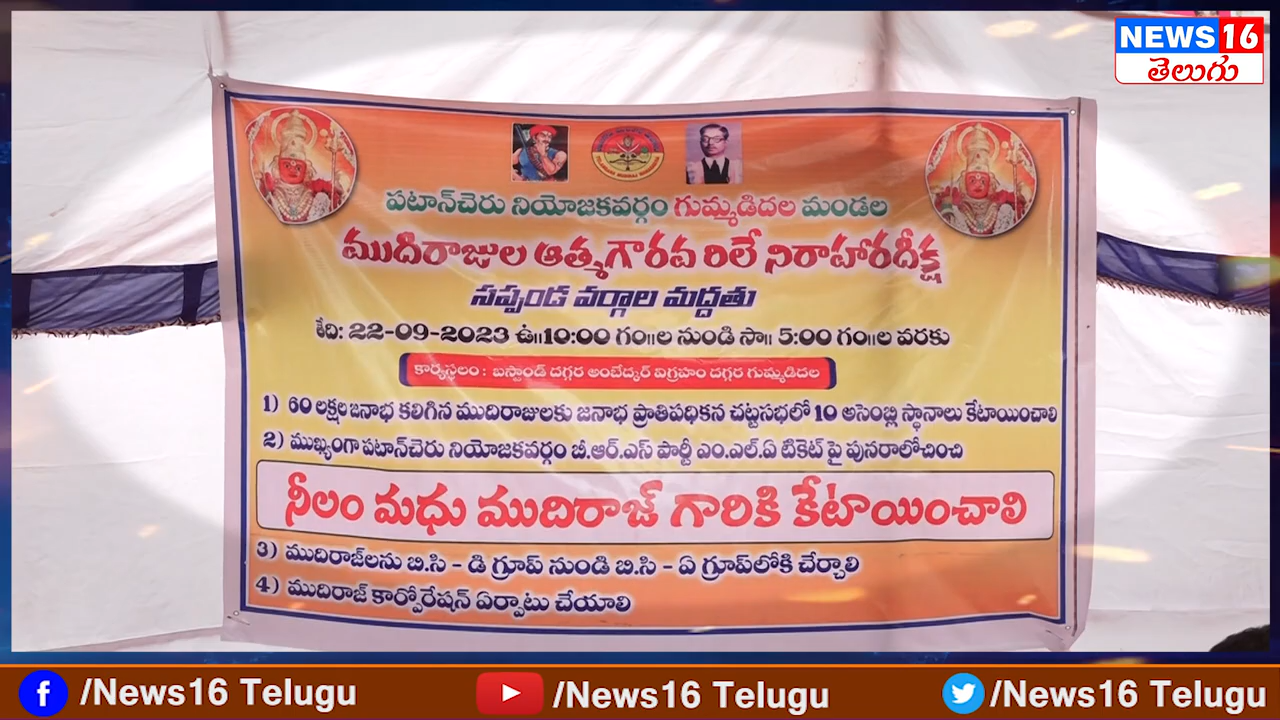 NEWS 16
తెలుగు
పటాన్‌చెరు నియోజకవర్గం గుమ్మడిదల మండల
ముదిరాజుల ఆత్మగౌరవ రిలే నిరాహారదీక్ష
సప్పండ వర్గాల మద్దతు
తేది: 22-09-2023 ఉ॥10:00 గం॥ల నుండి సా॥ 5:00 గం॥ల వరకు
కార్యస్థలం : బస్టాండ్ దగ్గర అంబేద్కర్ విగ్రహం దగ్గర గుమ్మడిదల
1) 60 లక్షల జనాభ కలిగిన ముదిరాజులకు జనాభ ప్రాతిపధికన చట్టసభలో 10 అసెంబ్లి స్థానాలు కేటాయించాలి
2) ముఖ్యంగా పటాన్‌చెరు నియోజకవర్గం బీ.ఆర్.ఎస్ పార్టీ ఎం.ఎల్.ఏ టికెట్ పై పునరాలోచించి
నీలం మధు ముదిరాజ్ గారికి కేటాయించాలి
3) ముదిరాజ్‌లను బి.సి - డి గ్రూప్ నుండి బి.సి - ఏ గ్రూప్‌లోకి చేర్చాలి
4) ముదిరాజ్ కార్పోరేషన్ ఏర్పాటు చేయాలి
/News16 Telugu
/News16 Telugu
/News16 Telugu